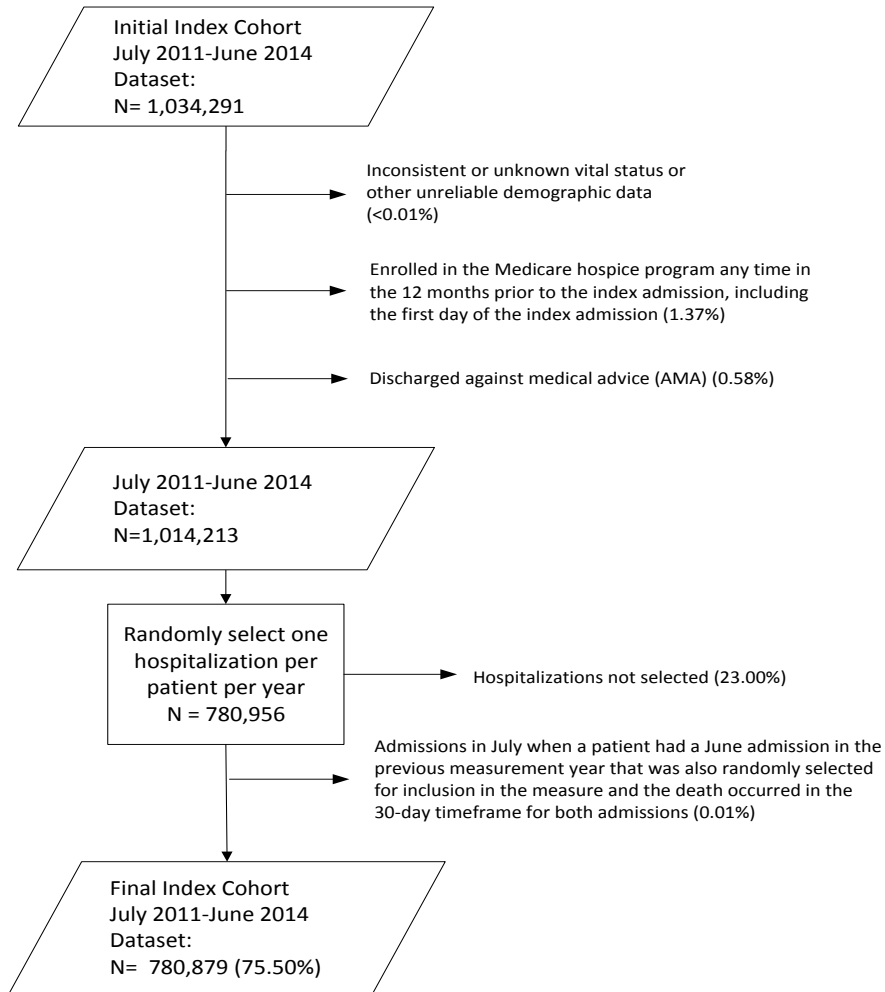 Initial Index Cohort
July 2011-June 2014
Dataset:
N= 1,034,291
Inconsistent or unknown vital status or
other unreliable demographic data
(<0.01%)
Enrolled in the Medicare hospice program any time in
the 12 months prior to the index admission, including
the first day of the index admission (1.37%)
Discharged against medical advice (AMA) (0.58%)
July 2011-June 2014
Dataset:
N=1,014,213
Randomly select one
hospitalization per
patient per year
N = 780,956
Hospitalizations not selected (23.00%)
Admissions in July when a patient had a June admission in the
previous measurement year that was also randomly selected
for inclusion in the measure and the death occurred in the
30-day timeframe for both admissions (0.01%)
Final Index Cohort
July 2011-June 2014
Dataset:
N=  780,879 (75.50%)